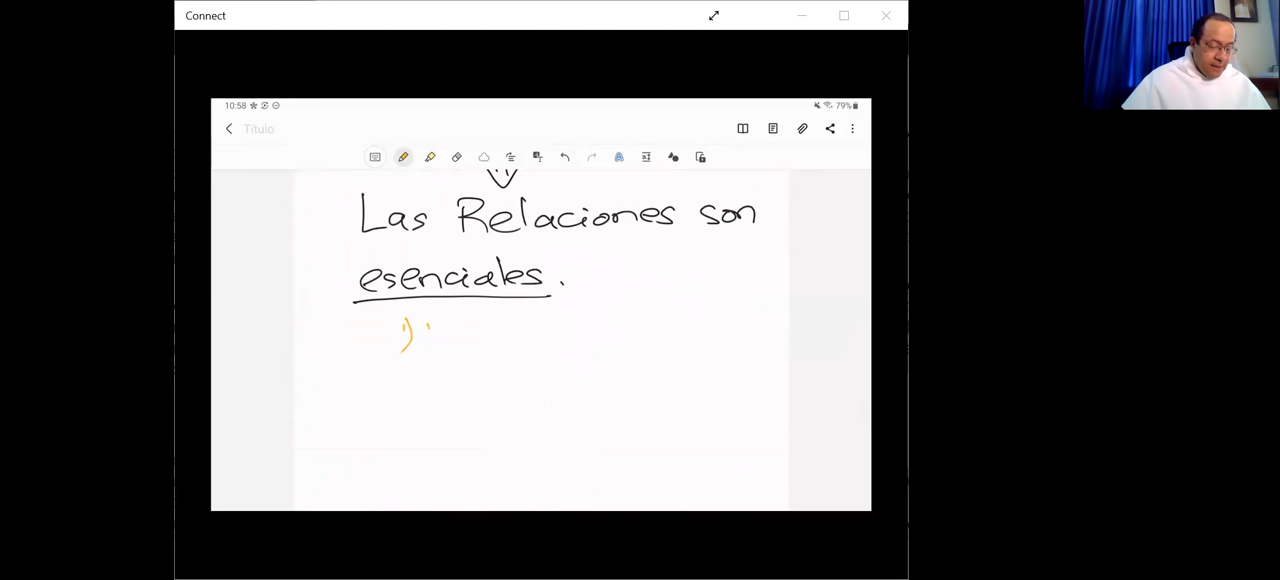 Connect
10:58
79%
Título
Las Relaciones son
esenciales.